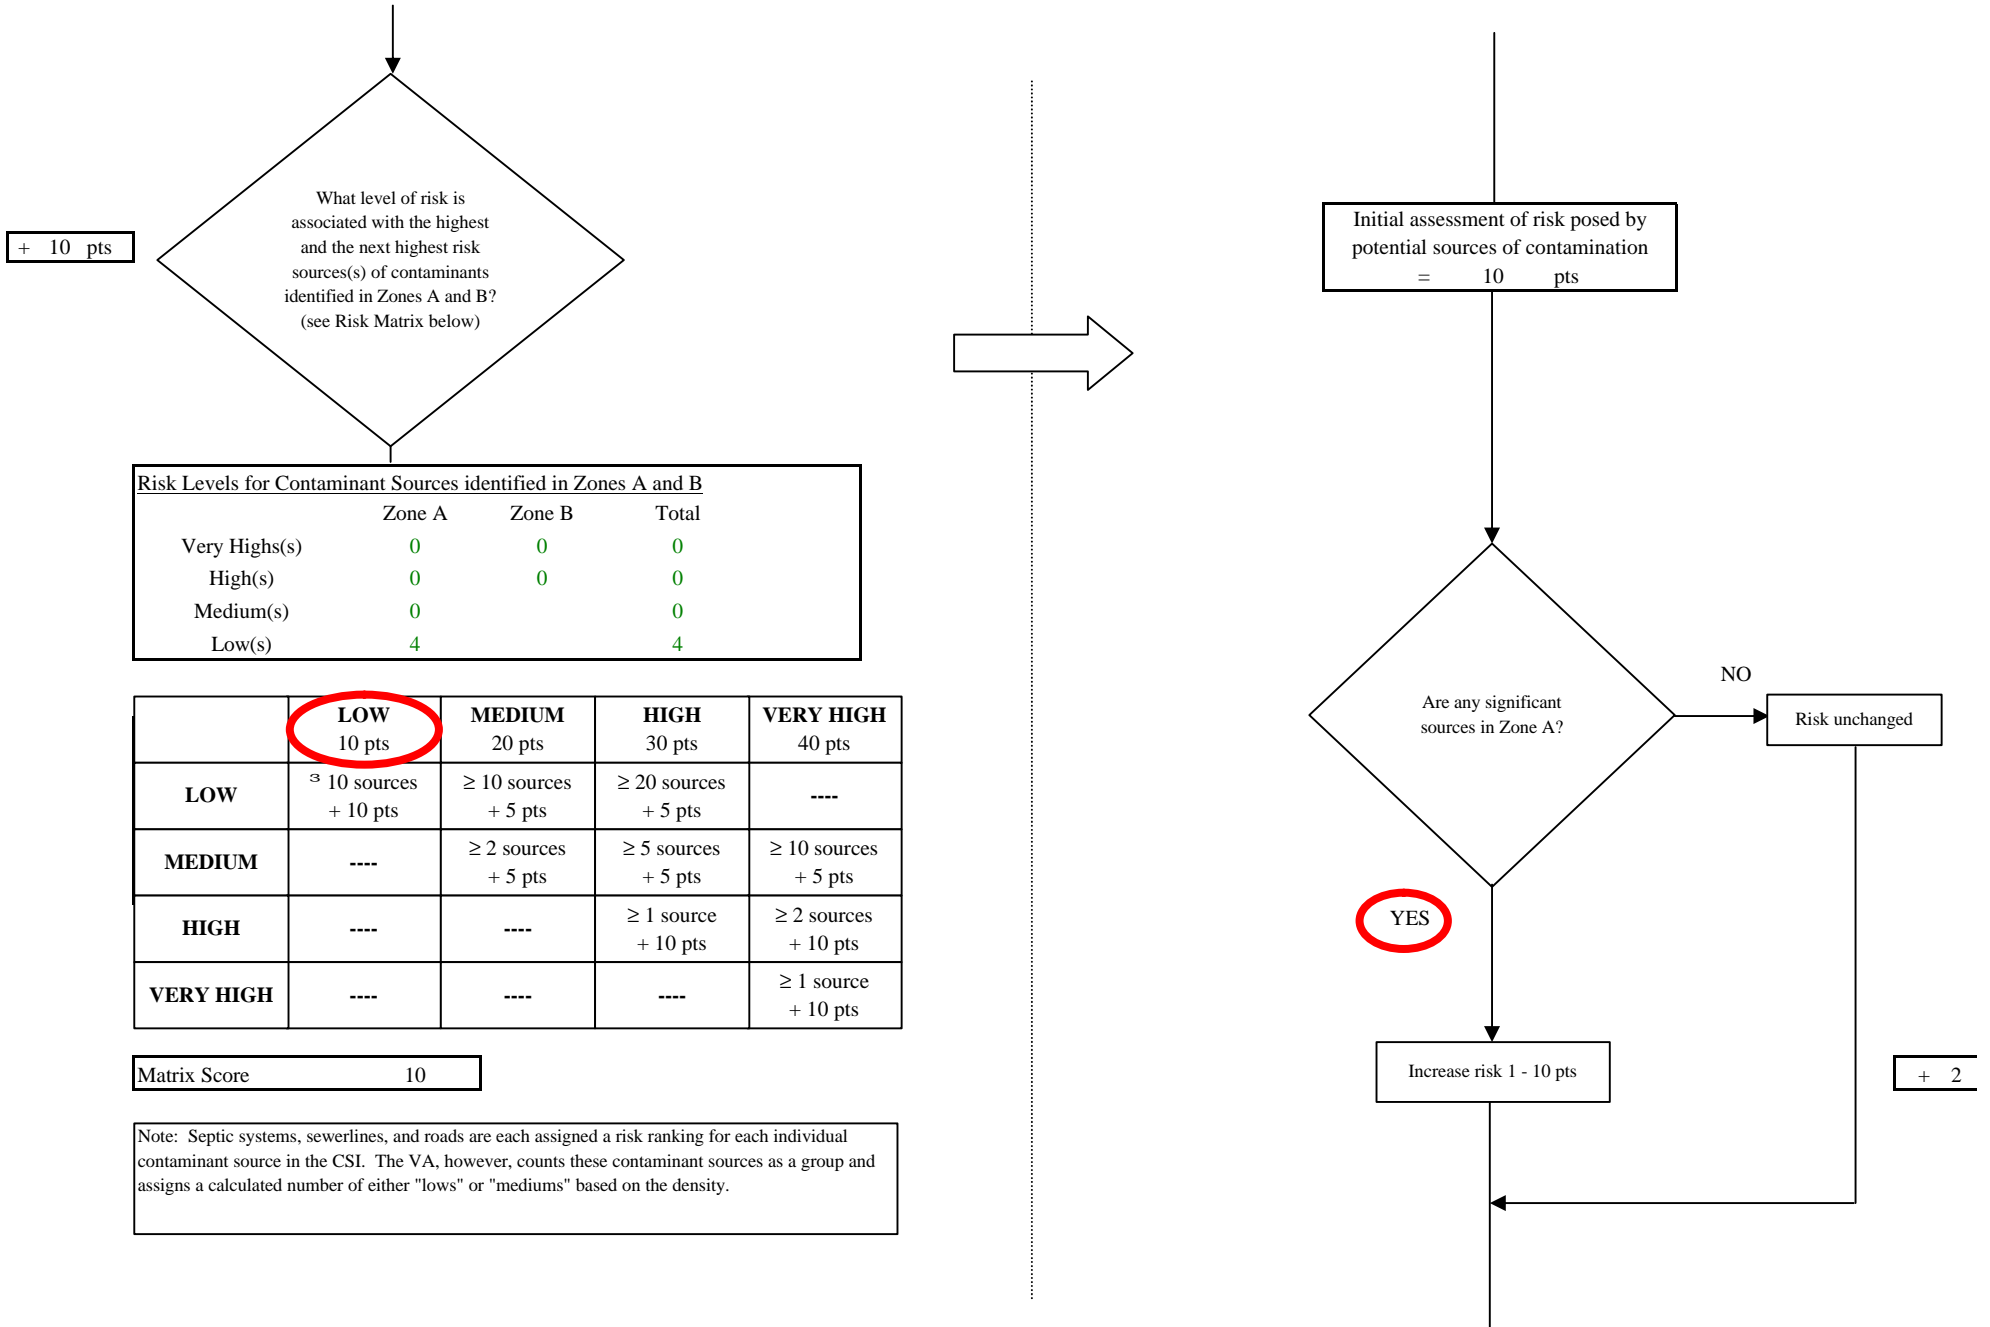 What level of risk is
associated with the highest
and the next highest risk
sources(s) of contaminants
identified in Zones A and B?
(see Risk Matrix below)
+ 10 pts
Risk Levels for Contaminant Sources identified in Zones A and B
Zone A Zone B Total
Very Highs(s) 0 0 0
High(s) 0 0 0
Medium(s) 0 0
Low(s) 4 4
LOW MEDIUM HIGH VERY HIGH
10 pts 20 pts 30 pts 40 pts
LOW
³ 10 sources ≥ 10 sources ≥ 20 sources ----
+ 10 pts + 5 pts + 5 pts
MEDIUM
---- ≥ 2 sources ≥ 5 sources ≥ 10 sources
+ 5 pts + 5 pts + 5 pts
HIGH
---- ---- ≥ 1 source ≥ 2 sources
+ 10 pts + 10 pts
VERY HIGH
---- ---- ---- ≥ 1 source
+ 10 pts
Matrix Score 10
Note: Septic systems, sewerlines, and roads are each assigned a risk ranking for each individual
contaminant source in the CSI. The VA, however, counts these contaminant sources as a group and
assigns a calculated number of either "lows" or "mediums" based on the density.
Initial assessment of risk posed by
potential sources of contamination
= 10 pts
Are any significant
sources in Zone A?
NO
Risk unchanged
YES
Increase risk 1 - 10 pts
+ 2